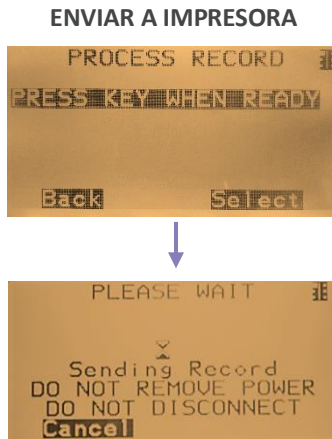 ENVIAR A IMPRESORA
PROCESS RECORD
PRESS KEY WHEN READY
Back Select
PLEASE WAIT
Sending Record
DO NOT REMOVE POWER
DO NOT DISCONNECT
Cancel